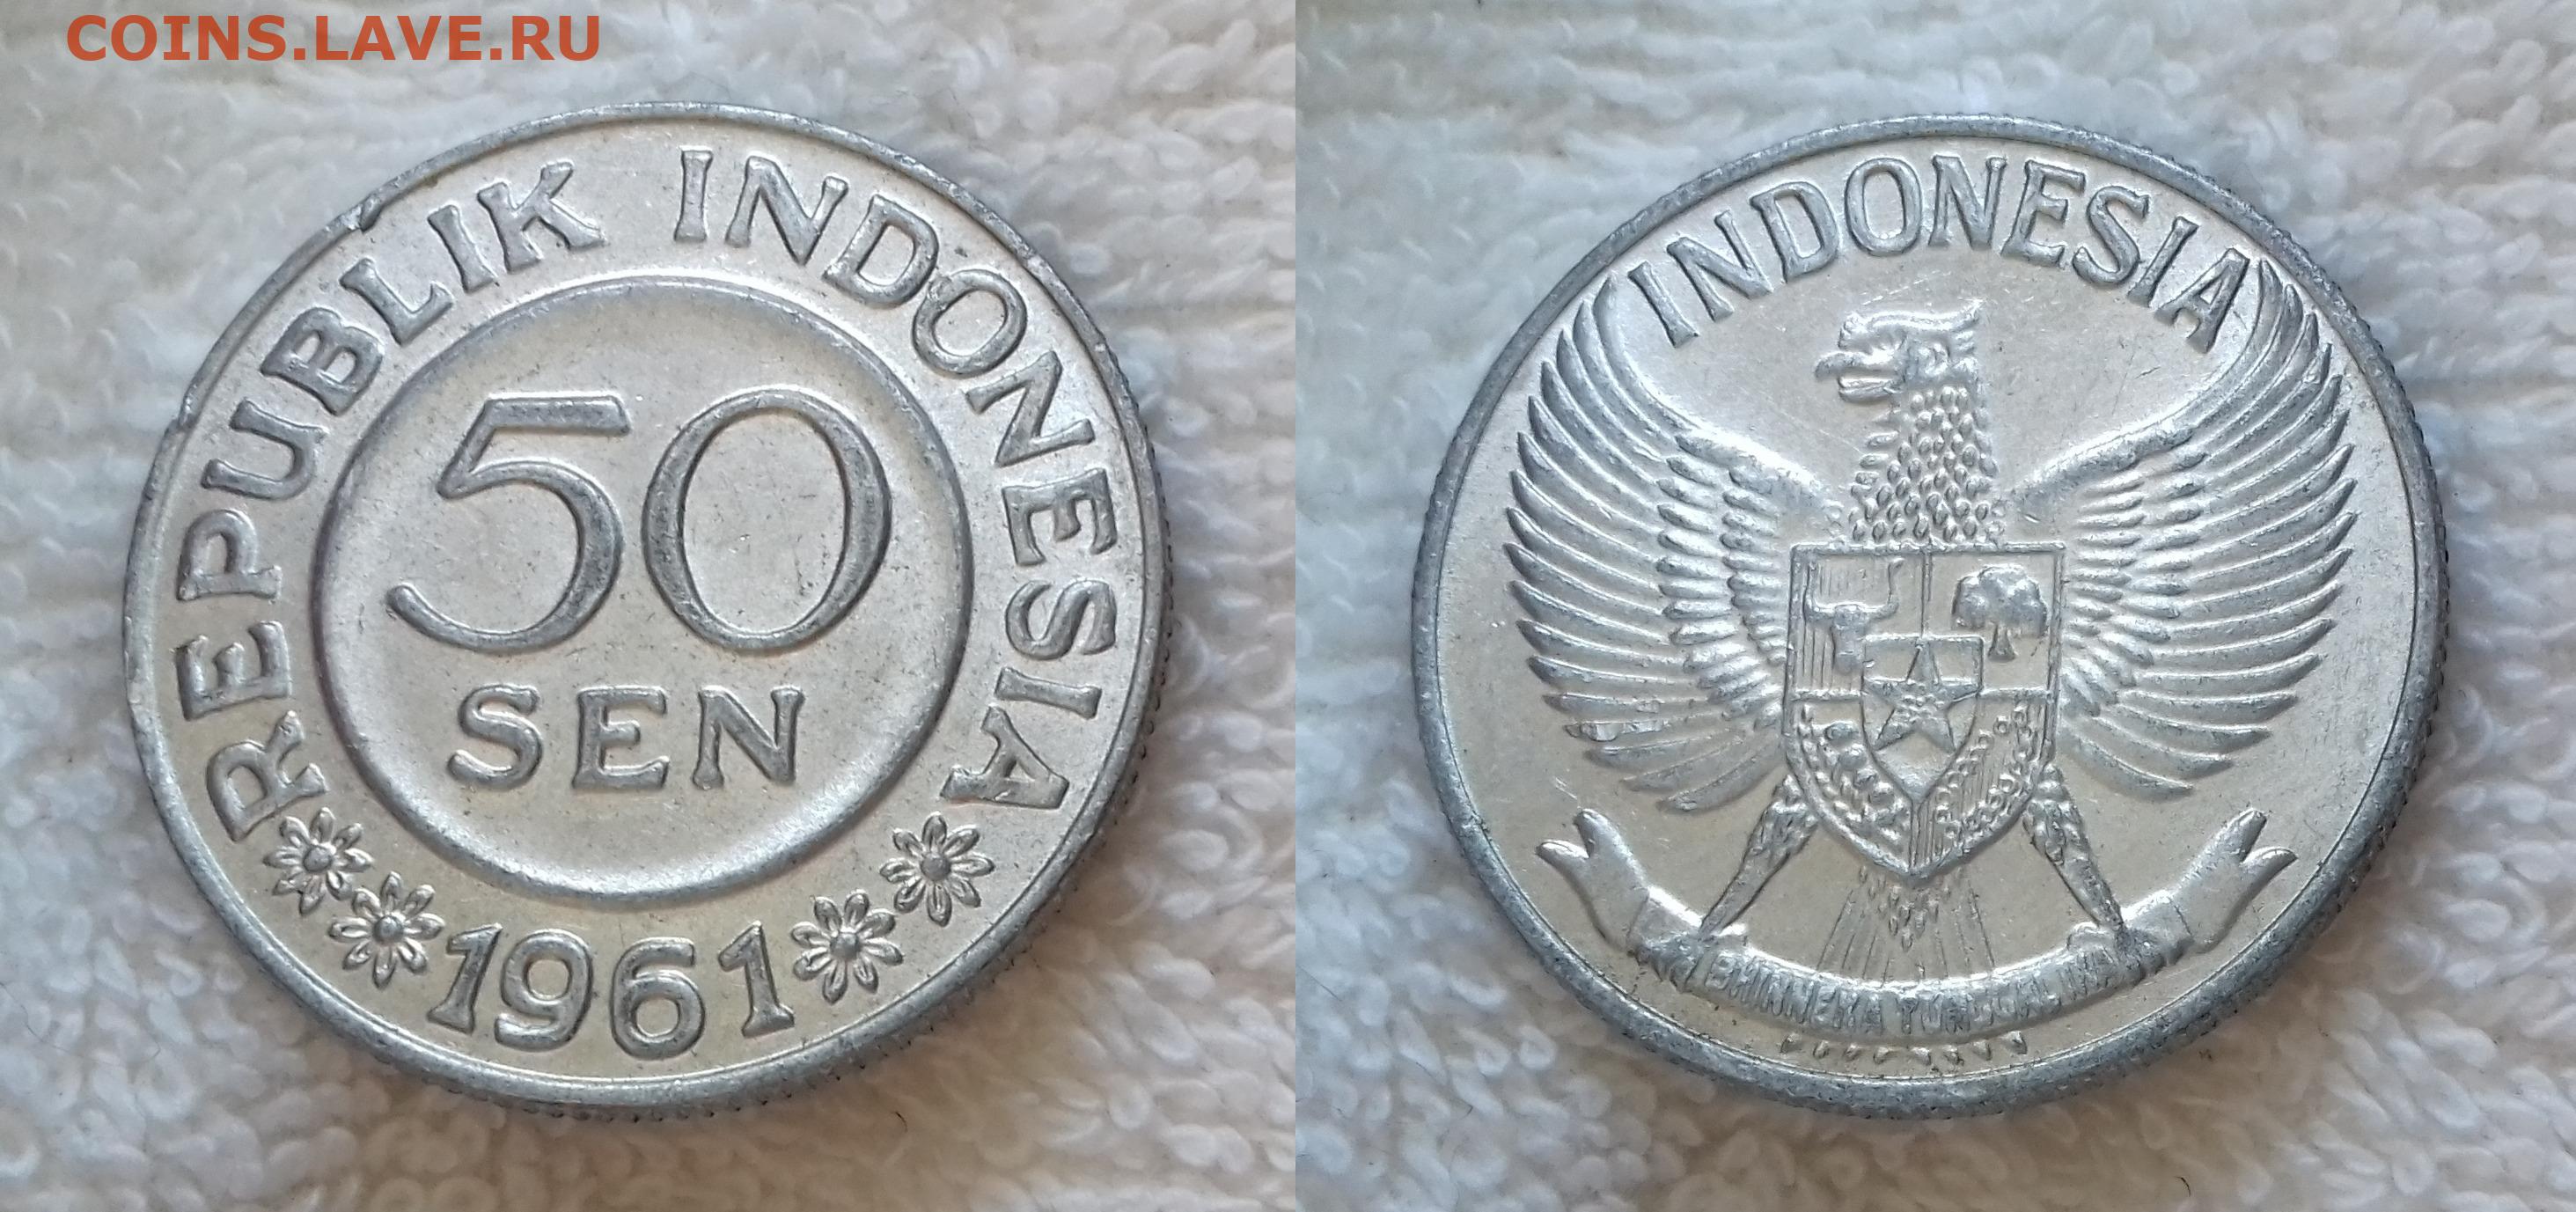 COINS.LAVE.RU
REPUBLIK INDONESIA
50
SEN
1961
INDONESIA
BHINNEKA TUNGGAL IKA